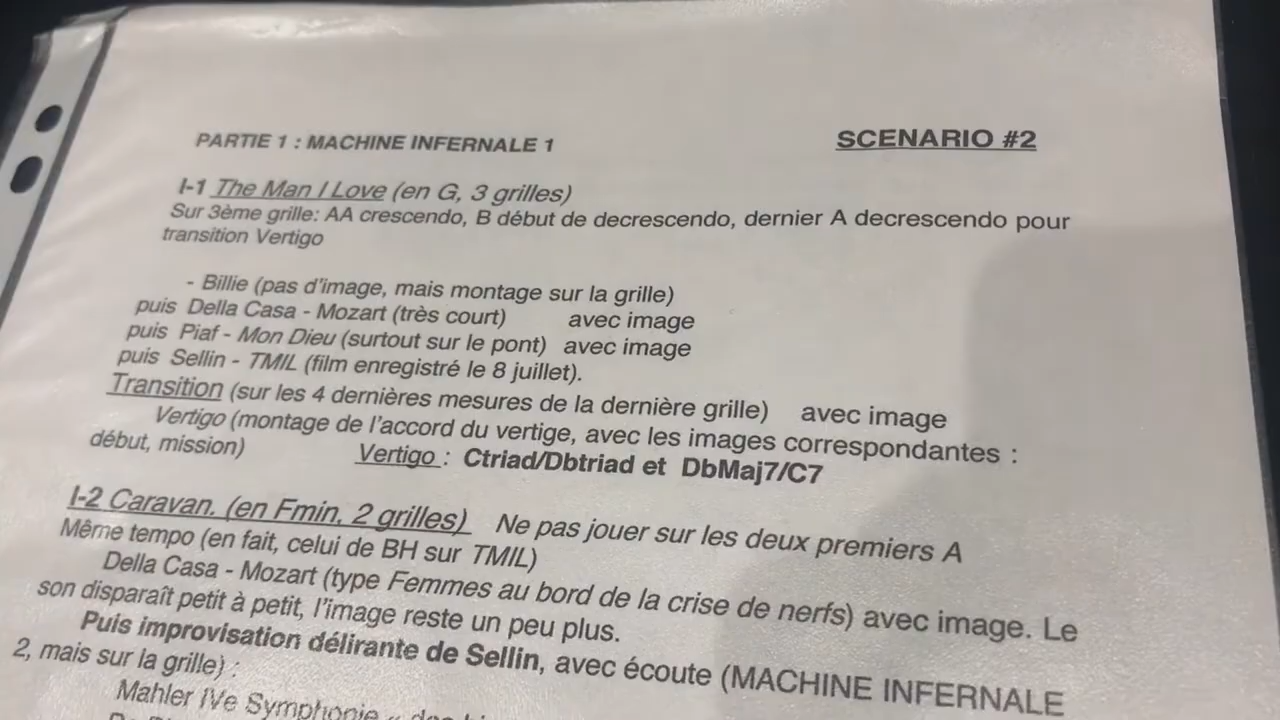 PARTIE 1 : MACHINE INFERNALE 1
SCENARIO #2
I-1 The Man I Love (en G, 3 grilles)
Sur 3ème grille: AA crescendo, B début de decrescendo, dernier A decrescendo pour
transition Vertigo
- Billie (pas d'image, mais montage sur la grille)
puis Della Casa - Mozart (très court) avec image
puis Piaf - Mon Dieu (surtout sur le pont) avec image
puis Sellin - TMIL (film enregistré le 8 juillet).
Transition (sur les 4 dernières mesures de la dernière grille) avec image
Vertigo (montage de l'accord du vertige, avec les images correspondantes :
début, mission) Vertigo : Ctriad/Dbtriad et DbMaj7/C7
I-2 Caravan. (en Fmin, 2 grilles) Ne pas jouer sur les deux premiers A
Même tempo (en fait, celui de BH sur TMIL)
Della Casa - Mozart (type Femmes au bord de la crise de nerfs) avec image. Le
son disparaît petit à petit, l'image reste un peu plus.
Puis improvisation délirante de Sellin, avec écoute (MACHINE INFERNALE
2, mais sur la grille) :
Mahler IVe Symphonie